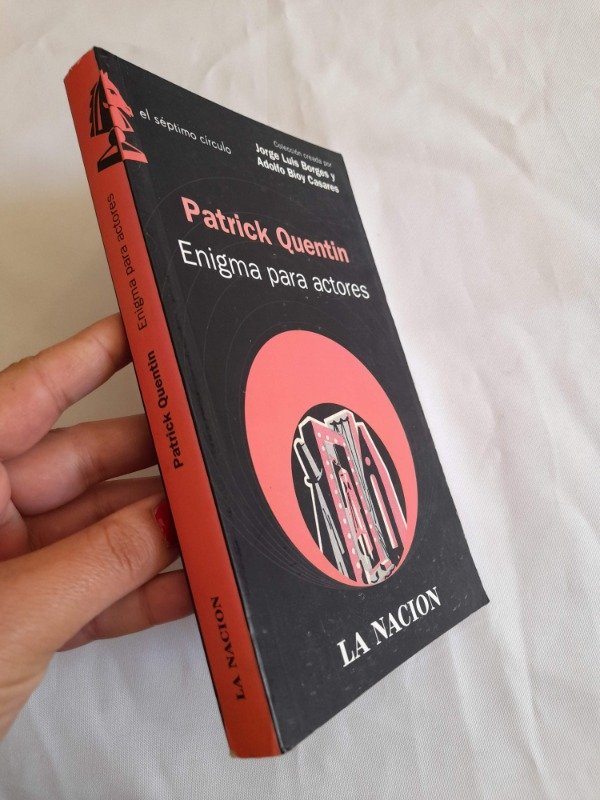 el séptimo círculo
Colección creada por
Jorge Luis Borges y
Adolfo Bioy Casares
Patrick Quentin
Enigma para actores
LA NACION
Patrick Quentin Enigma para actores
LA NACION